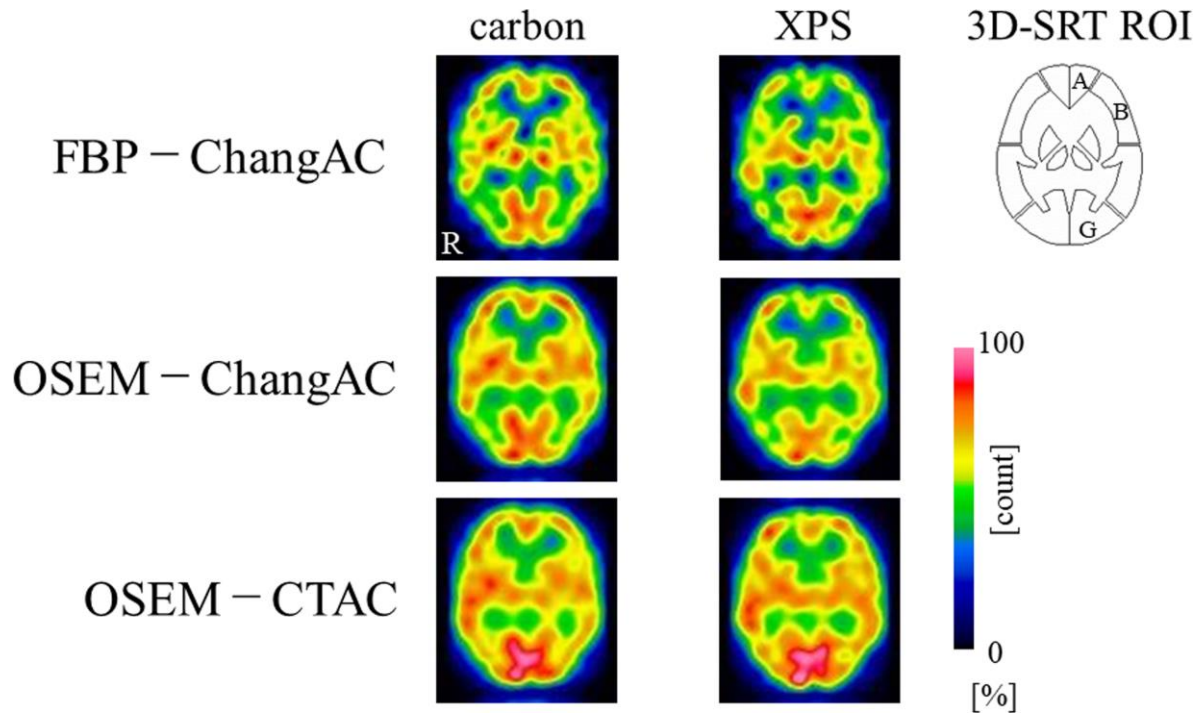 carbon XPS 3D-SRT ROI
A
B
FBP – ChangAC
G
R
OSEM – ChangAC
100
[count]
OSEM – CTAC
0
[%]